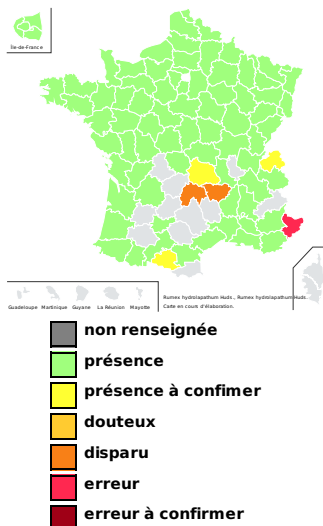 Île-de-France
Guadeloupe Martinique Guyane La Réunion Mayotte
Rumex hydrolapathum Huds., Rumex hydrolapathum Huds.
Carte en cours d'élaboration.
non renseignée
présence
présence à confimer
douteux
disparu
erreur
erreur à confirmer